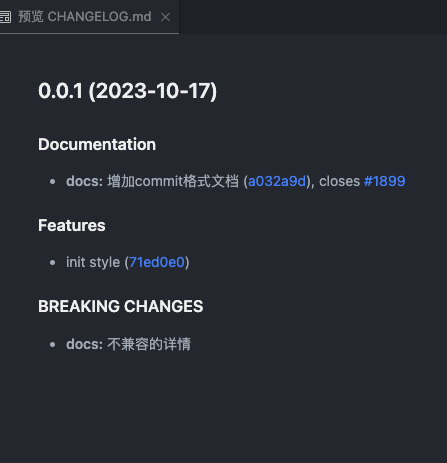 预览 CHANGELOG.md
0.0.1 (2023-10-17)
Documentation
docs: 增加commit格式文档 (a032a9d), closes #1899
Features
init style (71ed0e0)
BREAKING CHANGES
docs: 不兼容的详情